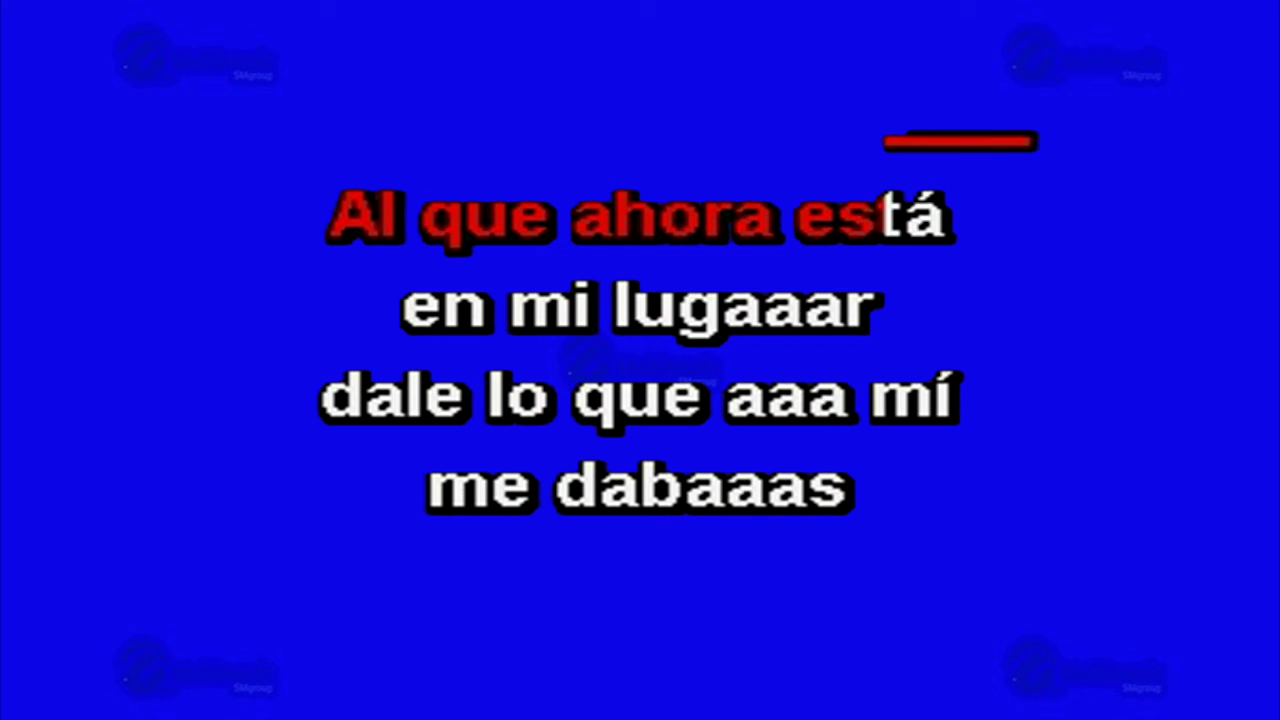 Al que ahora está
en mi lugaaar
dale lo que aaa mí
me dabaaas